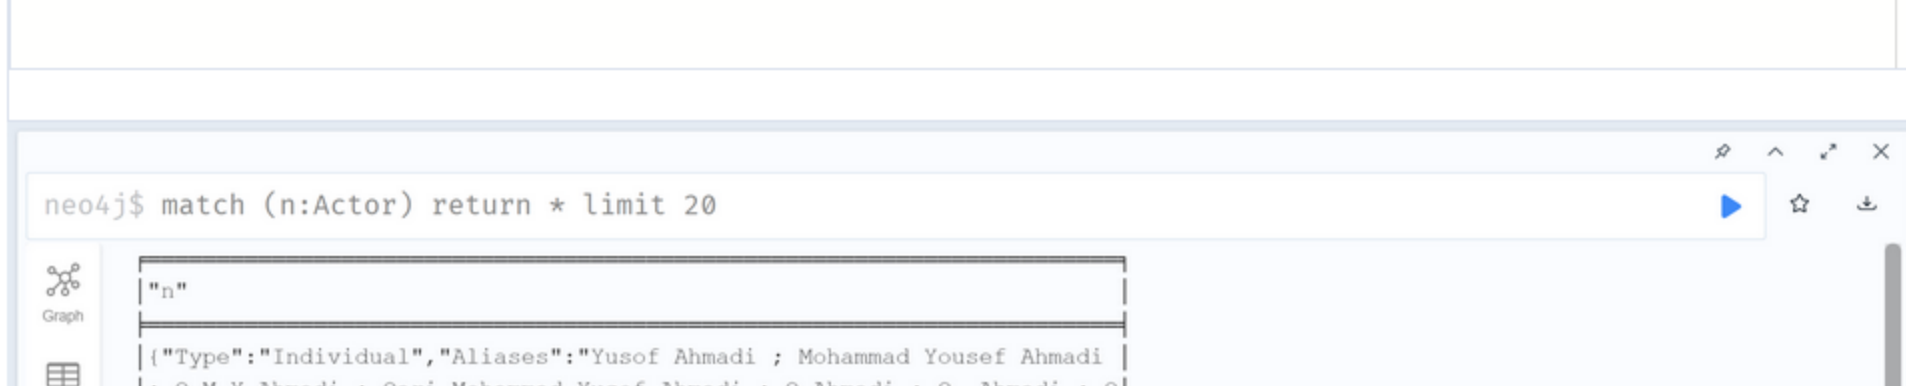 neo4j$ match (n:Actor) return * limit 20
"n"
Graph
{"Type":"Individual","Aliases":"Yusof Ahmadi ; Mohammad Yousef Ahmadi